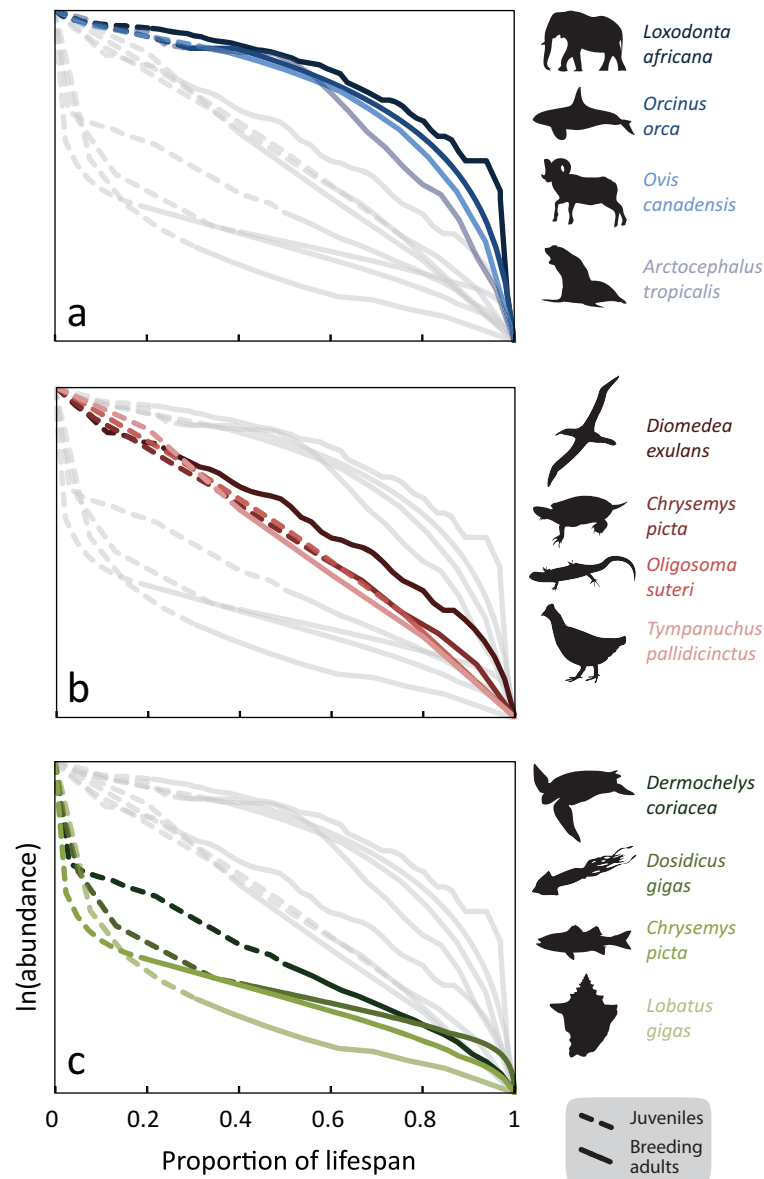 Loxodonta
africana
Orcinus
orca
Ovis
canadensis
Arctocephalus
tropicalis
a
Diomedea
exulans
Chrysemys
picta
Oligosoma
suteri
Tympanuchus
pallidicinctus
b
Dermochelys
coriacea
Dosidicus
gigas
Chrysemys
picta
Lobatus
gigas
ln(abundance)
c
0 0.2 0.4 0.6 0.8 1
Proportion of lifespan
Juveniles
Breeding
adults